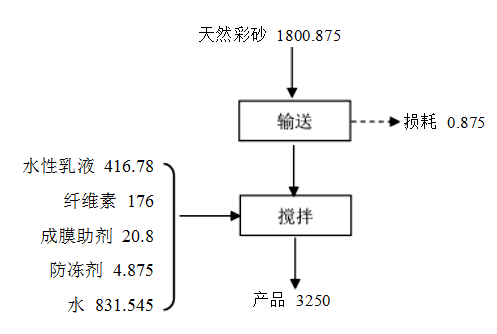 天然彩砂 1800.875
输送
损耗 0.875
水性乳液 416.78
纤维素 176
成膜助剂 20.8
防冻剂 4.875
水 831.545
搅拌
产品 3250